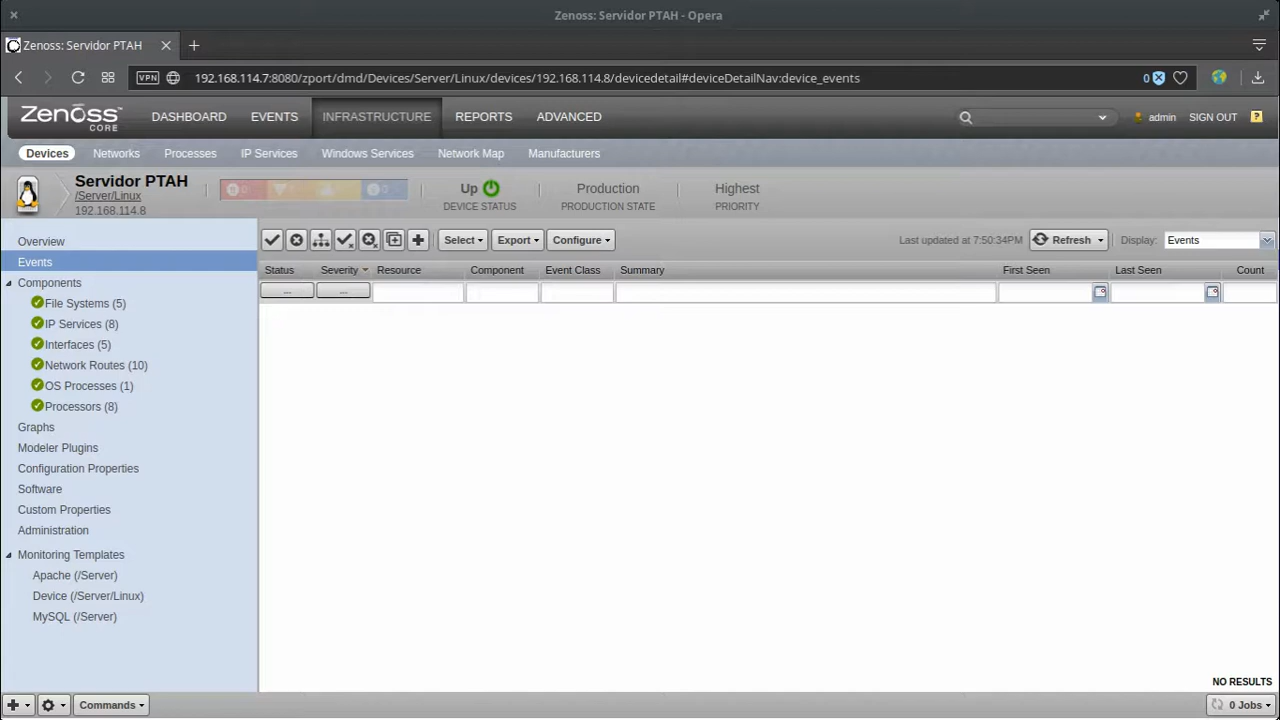 Zenoss: Servidor PTAH - Opera
Zenoss: Servidor PTAH
VPN
192.168.114.7:8080/zport/dmd/Devices/Server/Linux/devices/192.168.114.8/devicedetail#deviceDetailNav:device_events
0
Zenoss CORE
DASHBOARD EVENTS INFRASTRUCTURE REPORTS ADVANCED
admin SIGN OUT ?
Devices Networks Processes IP Services Windows Services Network Map Manufacturers
Servidor PTAH
/Server/Linux
192.168.114.8
Up
DEVICE STATUS
Production
PRODUCTION STATE
Highest
PRIORITY
Overview
Events
Components
File Systems (5)
IP Services (8)
Interfaces (5)
Network Routes (10)
OS Processes (1)
Processors (8)
Graphs
Modeler Plugins
Configuration Properties
Software
Custom Properties
Administration
Monitoring Templates
Apache (/Server)
Device (/Server/Linux)
MySQL (/Server)
Select Export Configure
Last updated at 7:50:34PM Refresh Display: Events
Status Severity Resource Component Event Class Summary First Seen Last Seen Count
... ...
NO RESULTS
Commands
0 Jobs